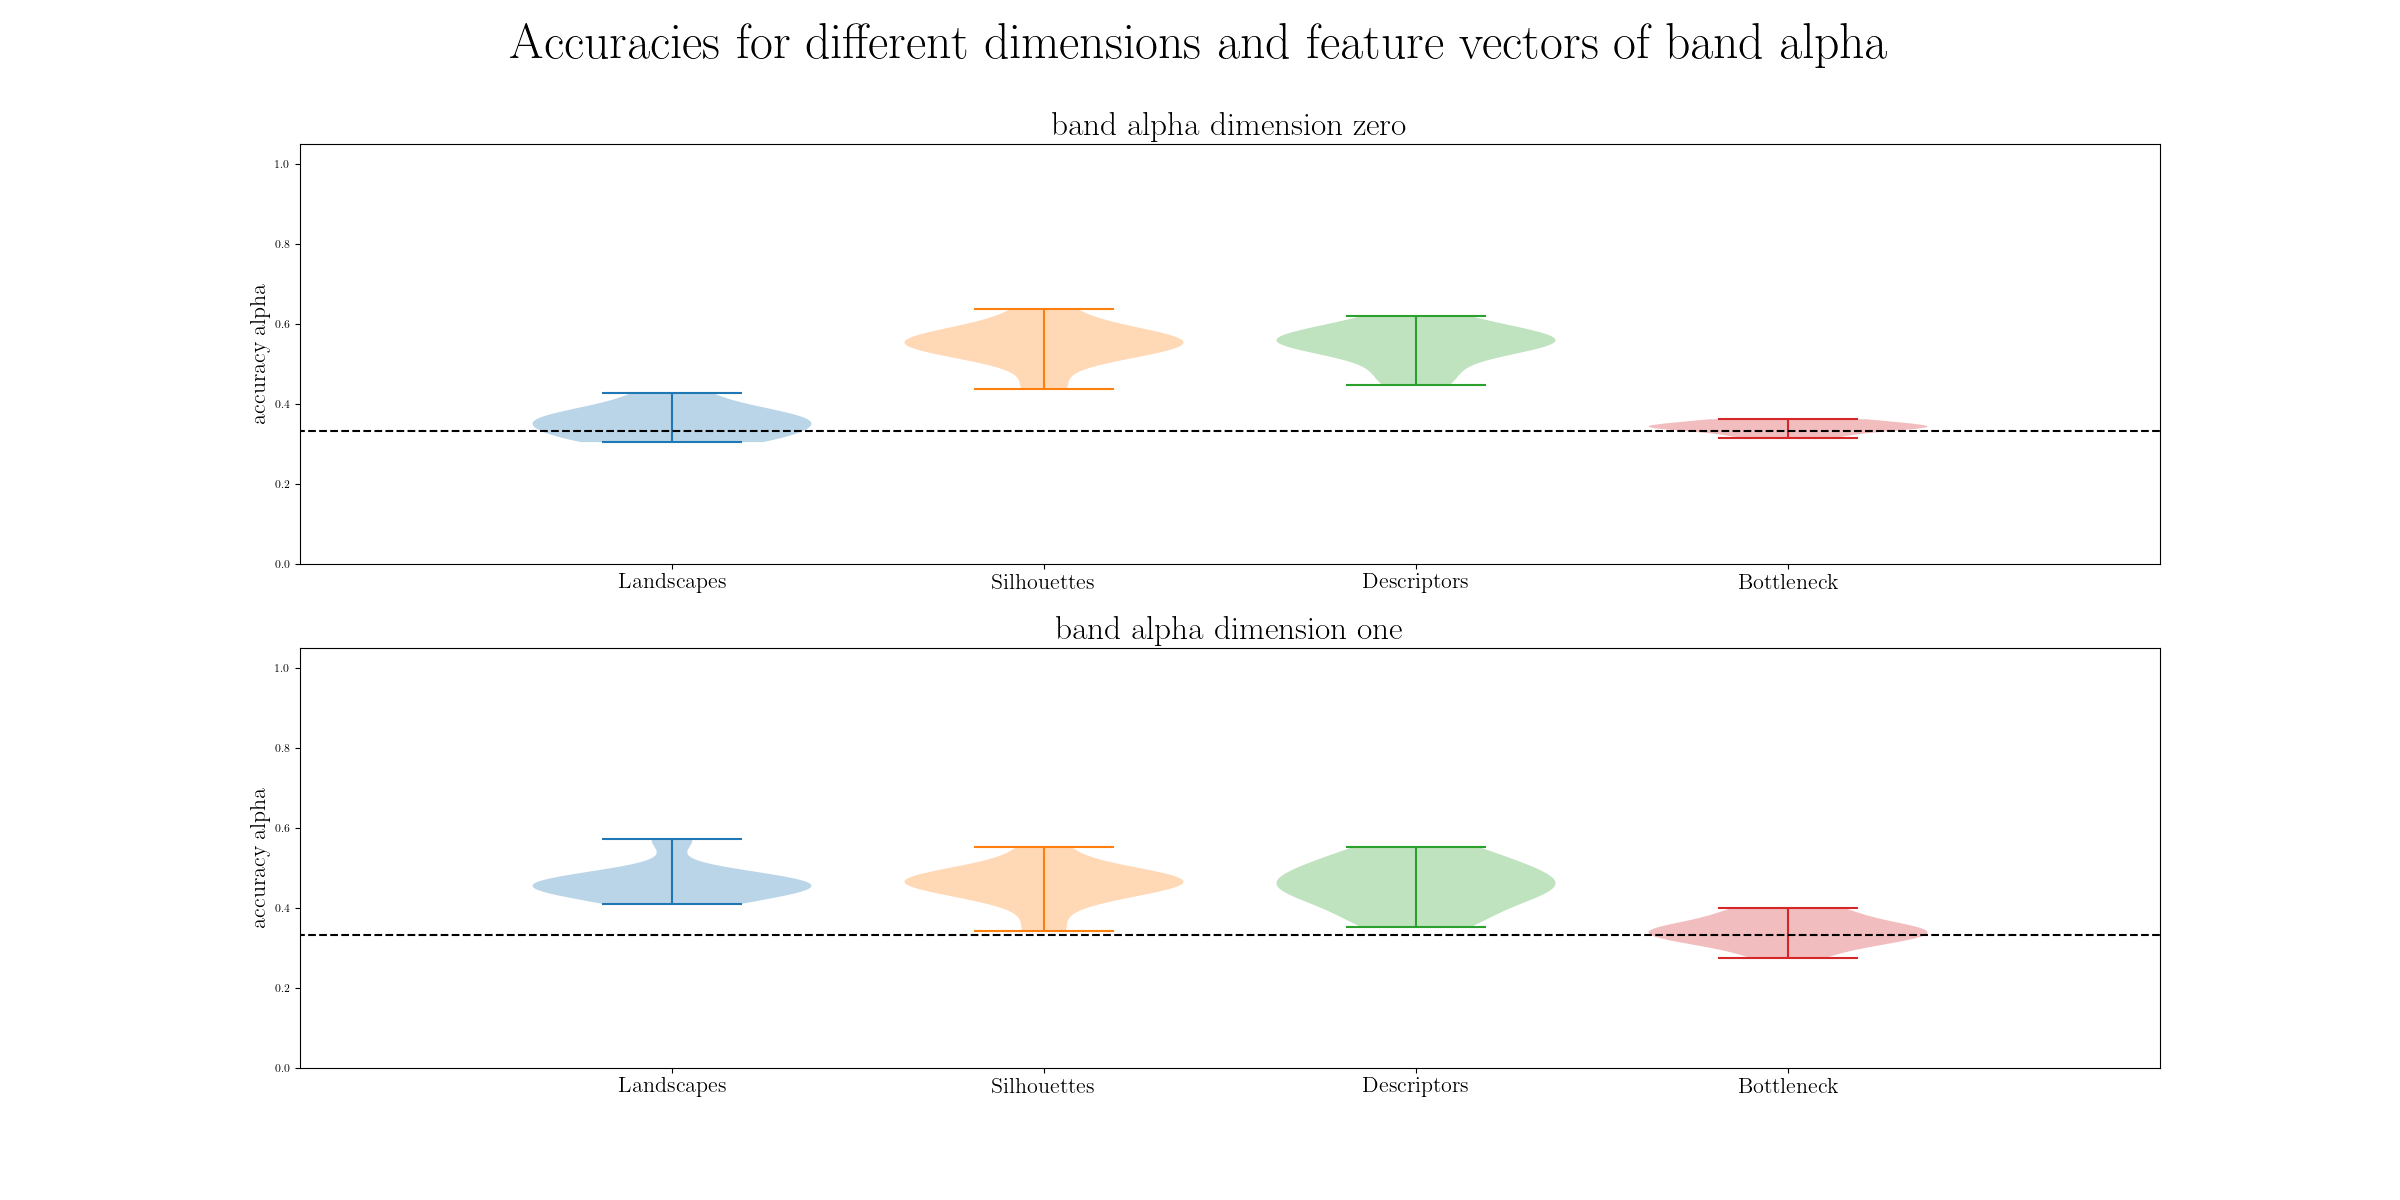 Accuracies for different dimensions and feature vectors of band alpha
band alpha dimension zero
1.0
0.8
0.6
0.4
0.2
0.0
accuracy alpha
Landscapes Silhouettes Descriptors Bottleneck
band alpha dimension one
1.0
0.8
0.6
0.4
0.2
0.0
accuracy alpha
Landscapes Silhouettes Descriptors Bottleneck